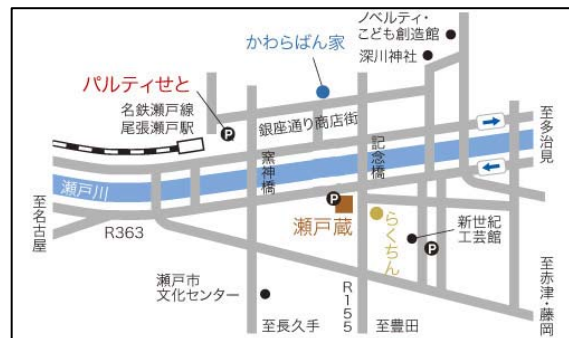 ノベルティ・
こども創造館
深川神社
かわらばん家
パルティせと
名鉄瀬戸線
尾張瀬戸駅
P
銀座通り商店街
至多治見
窯神橋
記念橋
瀬戸川
至名古屋
R363
P
瀬戸蔵
らくちん
新世紀
工芸館
P
瀬戸市
文化センター
R155
至長久手
至豊田
至赤津・藤岡